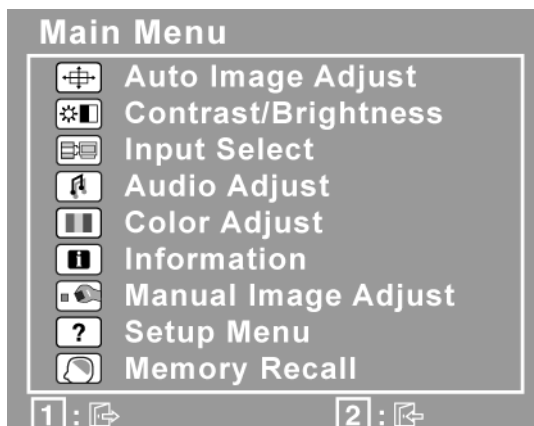 Main Menu
Auto Image Adjust
Contrast/Brightness
Input Select
Audio Adjust
Color Adjust
i Information
Manual Image Adjust
? Setup Menu
Memory Recall
1 : 2 :